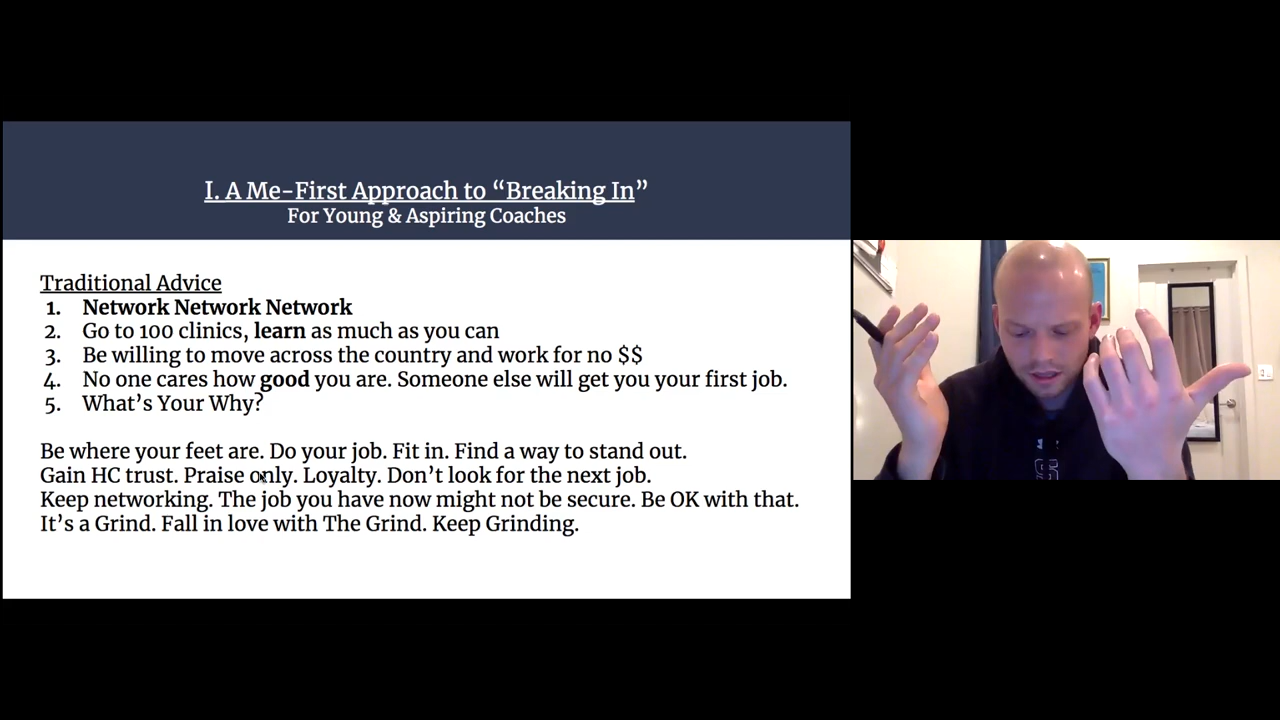 I. A Me-First Approach to “Breaking In”
For Young & Aspiring Coaches
Traditional Advice
1. Network Network Network
2. Go to 100 clinics, learn as much as you can
3. Be willing to move across the country and work for no $$
4. No one cares how good you are. Someone else will get you your first job.
5. What’s Your Why?
Be where your feet are. Do your job. Fit in. Find a way to stand out.
Gain HC trust. Praise only. Loyalty. Don’t look for the next job.
Keep networking. The job you have now might not be secure. Be OK with that.
It’s a Grind. Fall in love with The Grind. Keep Grinding.